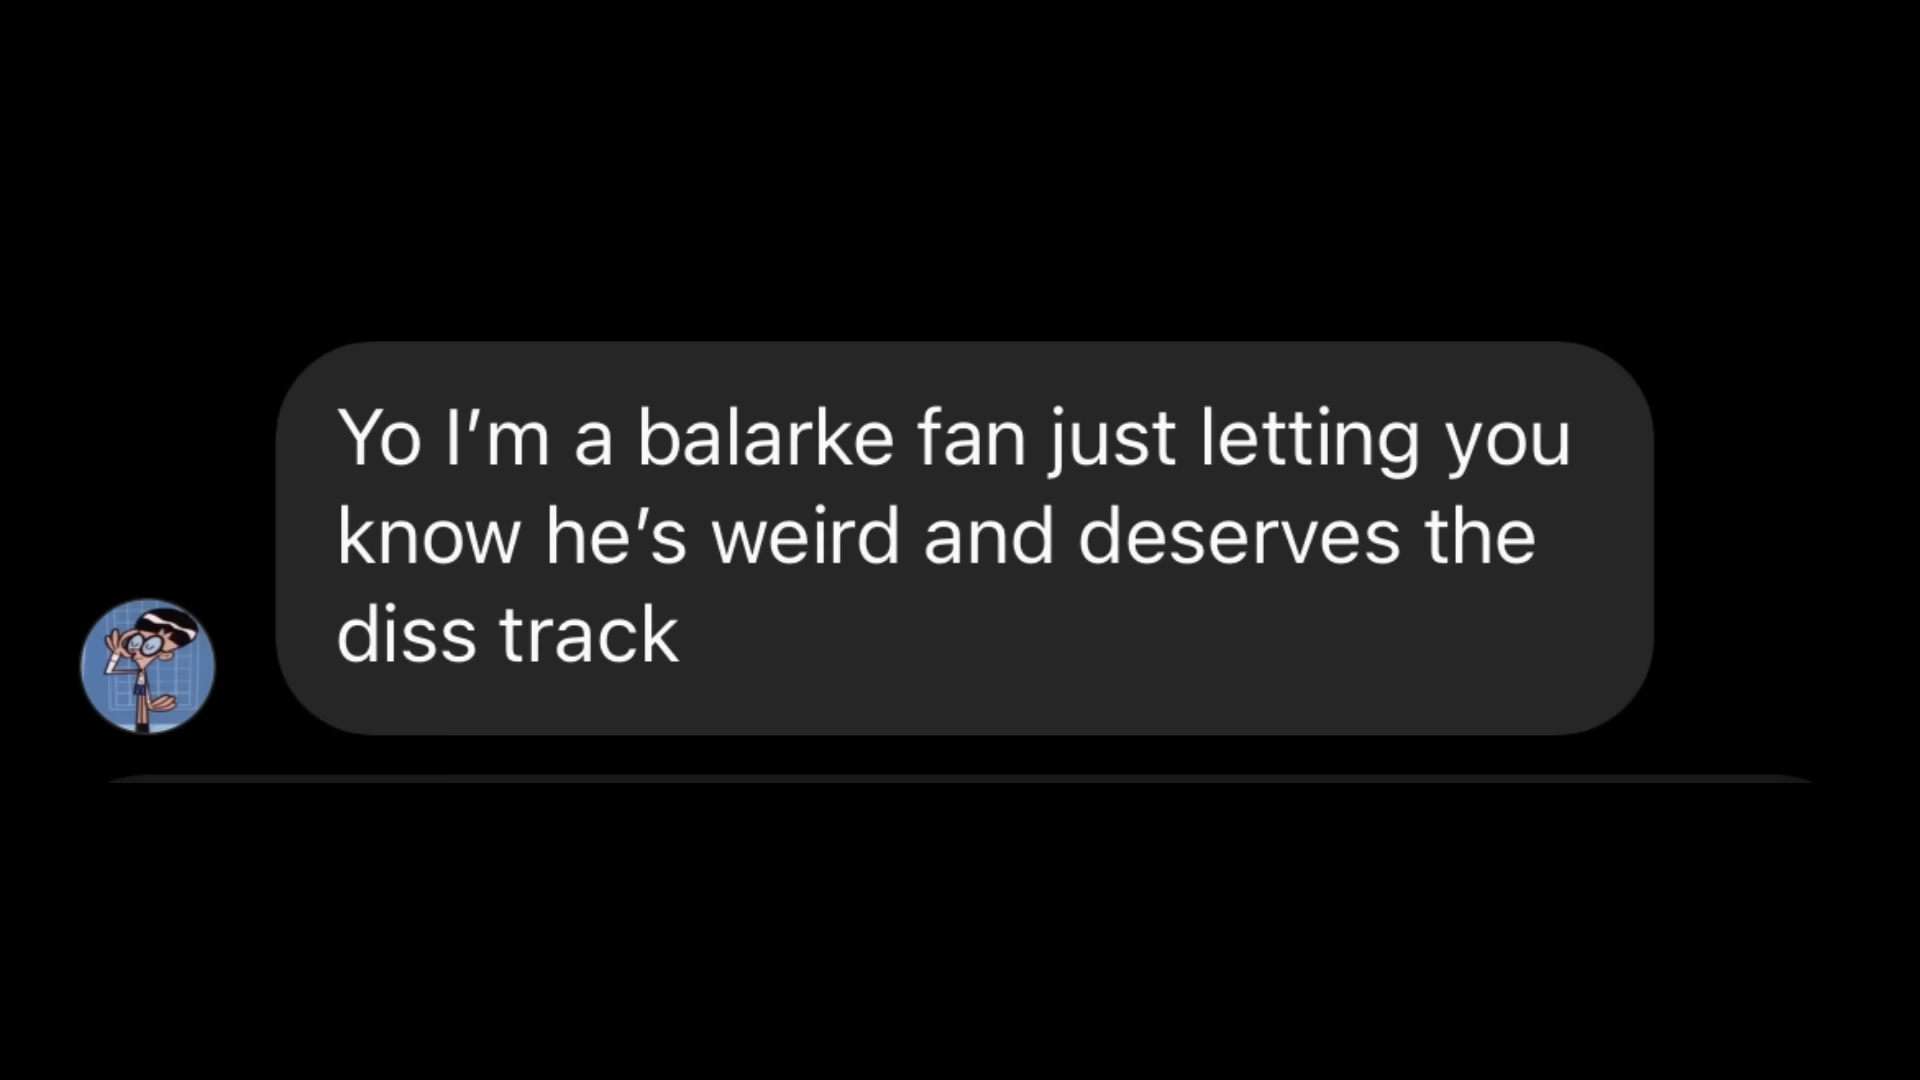 Yo I’m a balarke fan just letting you
know he’s weird and deserves the
diss track